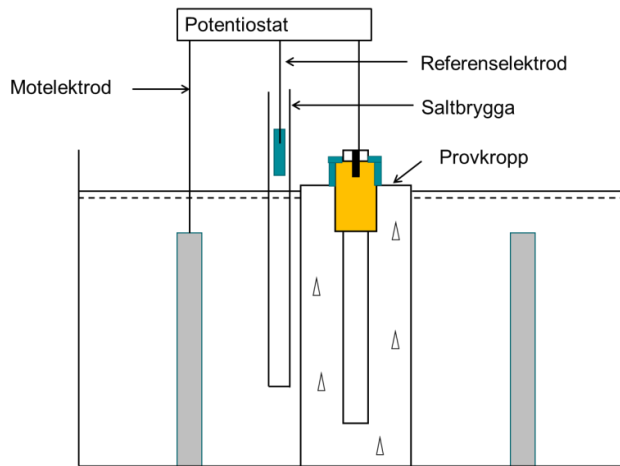 Potentiostat
Referenselektrod
Motelektrod
Saltbrygga
Provkropp